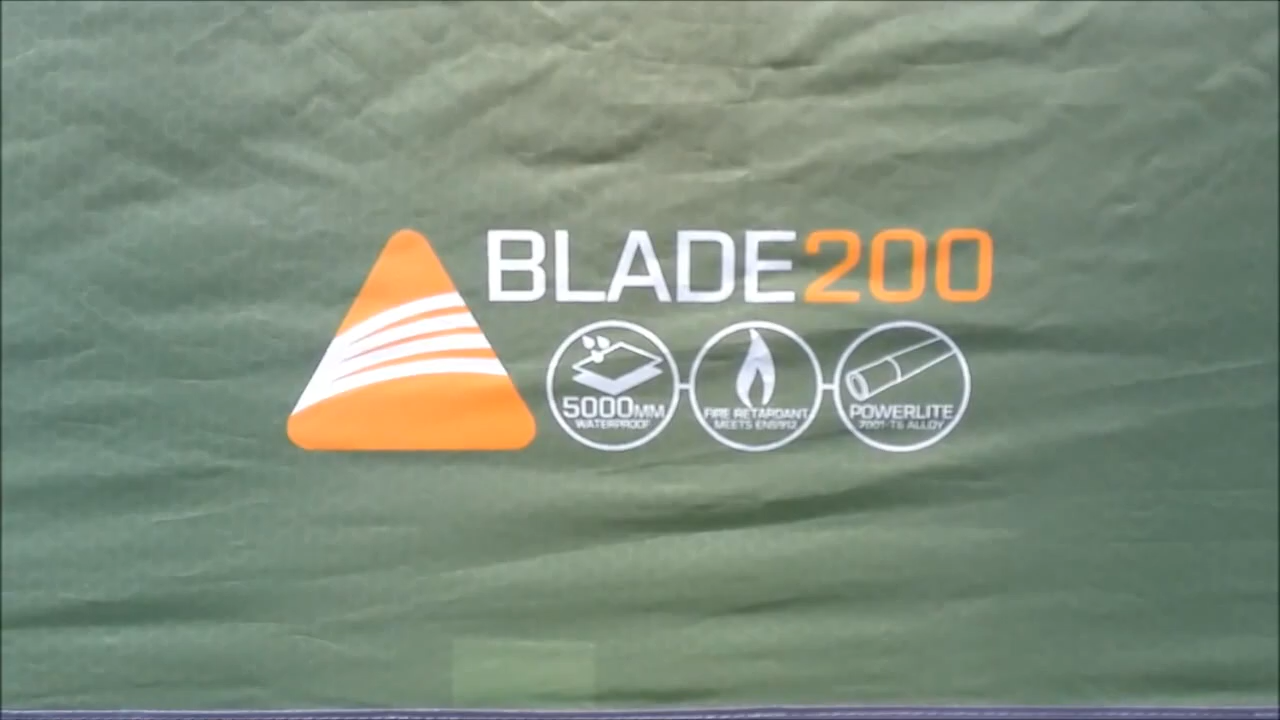 BLADE200
5000MM
WATERPROOF
FIRE RETARDANT
MEETS EN5912
POWERLITE
7001-T6 ALLOY